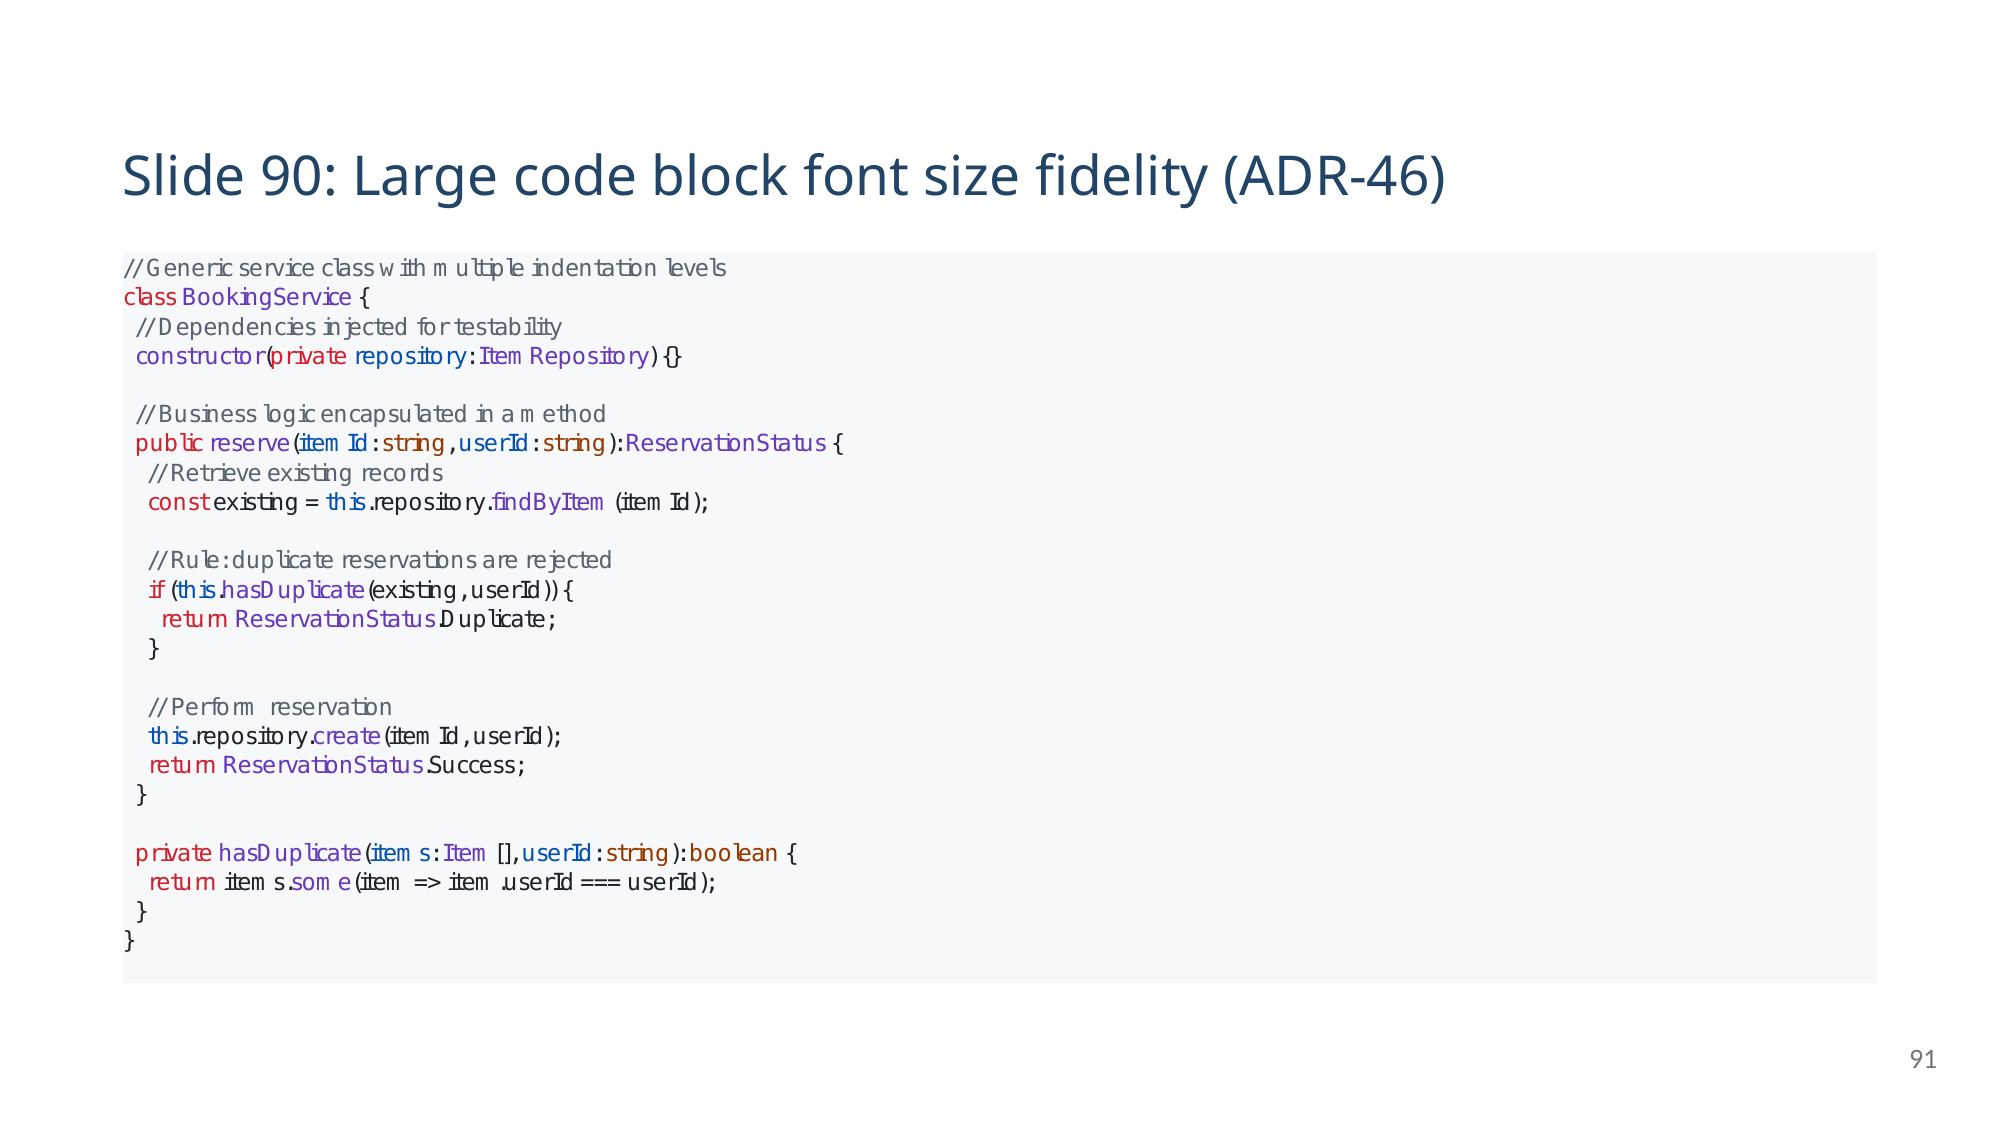 Slide 90: Large code block font size fidelity (ADR-46)
// Generic service class with multiple indentation levels
class BookingService {
  // Dependencies injected for testability
  constructor(private repository: ItemRepository) {}
  // Business logic encapsulated in a method
  public reserve(itemId: string, userId: string): ReservationStatus {
    // Retrieve existing records
    const existing = this.repository.findByItem(itemId);
    // Rule: duplicate reservations are rejected
    if (this.hasDuplicate(existing, userId)) {
      return ReservationStatus.Duplicate;
    }
    // Perform reservation
    this.repository.create(itemId, userId);
    return ReservationStatus.Success;
  }
  private hasDuplicate(items: Item[], userId: string): boolean {
    return items.some(item => item.userId === userId);
  }
}
91